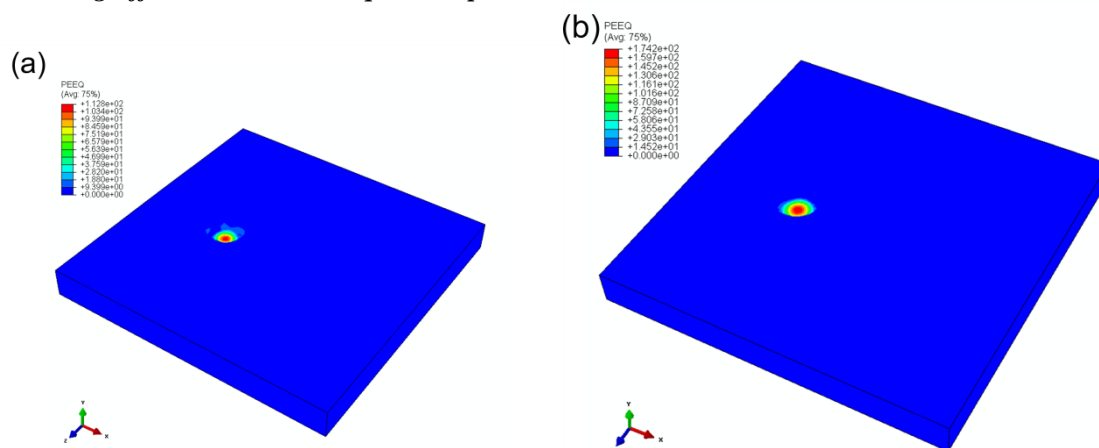 (a)
PEEQ
(Avg: 75%)
+1.128e+02
+1.034e+02
+9.399e+01
+8.459e+01
+7.519e+01
+6.579e+01
+5.639e+01
+4.699e+01
+3.759e+01
+2.820e+01
+1.880e+01
+9.399e+00
+0.000e+00
Y
Z
X
(b)
PEEQ
(Avg: 75%)
+1.742e+02
+1.597e+02
+1.452e+02
+1.306e+02
+1.161e+02
+1.016e+02
+8.709e+01
+7.258e+01
+5.806e+01
+4.355e+01
+2.903e+01
+1.452e+01
+0.000e+00
Y
Z
X